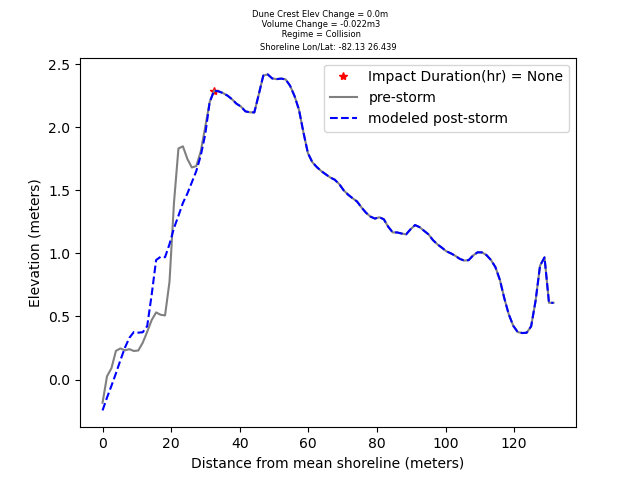 Dune Crest Elev Change = 0.0m
Volume Change = -0.022m3
Regime = Collision
Shoreline Lon/Lat: -82.13 26.439
Impact Duration(hr) = None
pre-storm
modeled post-storm
2.5
2.0
1.5
1.0
0.5
0.0
Elevation (meters)
0 20 40 60 80 100 120
Distance from mean shoreline (meters)